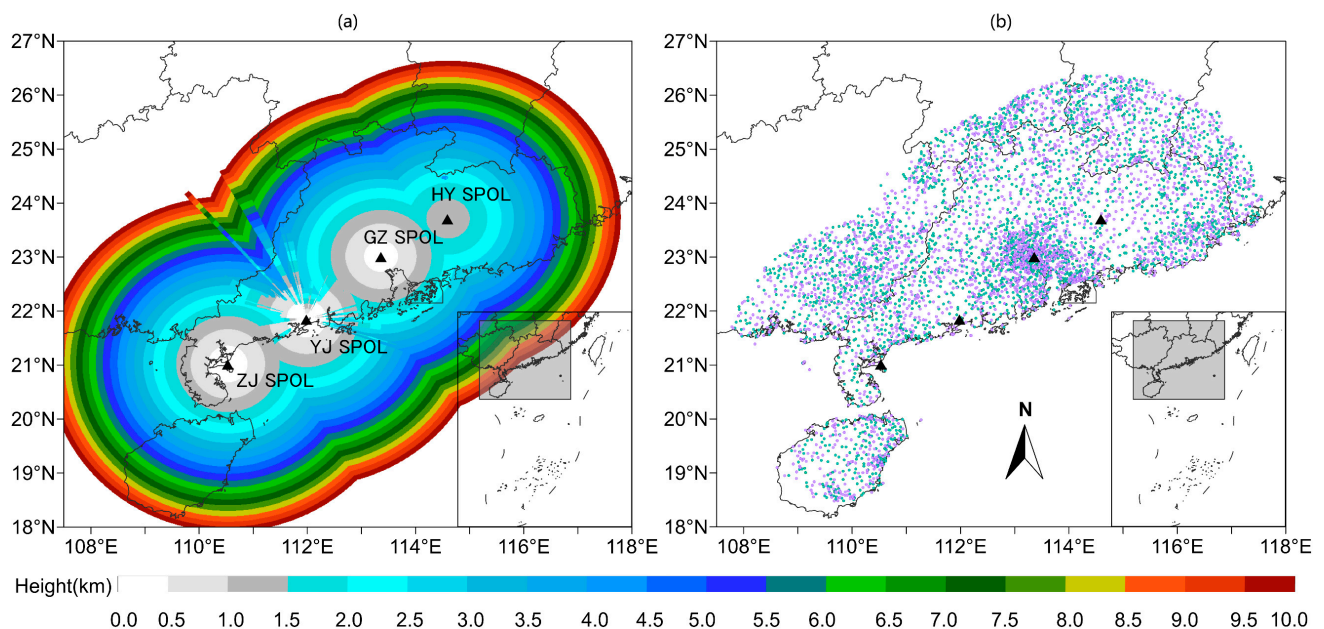 (a) (b)
27°N 27°N
26°N 26°N
25°N 25°N
24°N 24°N
HY SPOL
GZ SPOL
23°N 23°N
22°N 22°N
YJ SPOL
21°N 21°N
ZJ SPOL
20°N 20°N
N
19°N 19°N
18°N 18°N
108°E 110°E 112°E 114°E 116°E 118°E 108°E 110°E 112°E 114°E 116°E 118°E
Height(km)
0.0 0.5 1.0 1.5 2.0 2.5 3.0 3.5 4.0 4.5 5.0 5.5 6.0 6.5 7.0 7.5 8.0 8.5 9.0 9.5 10.0